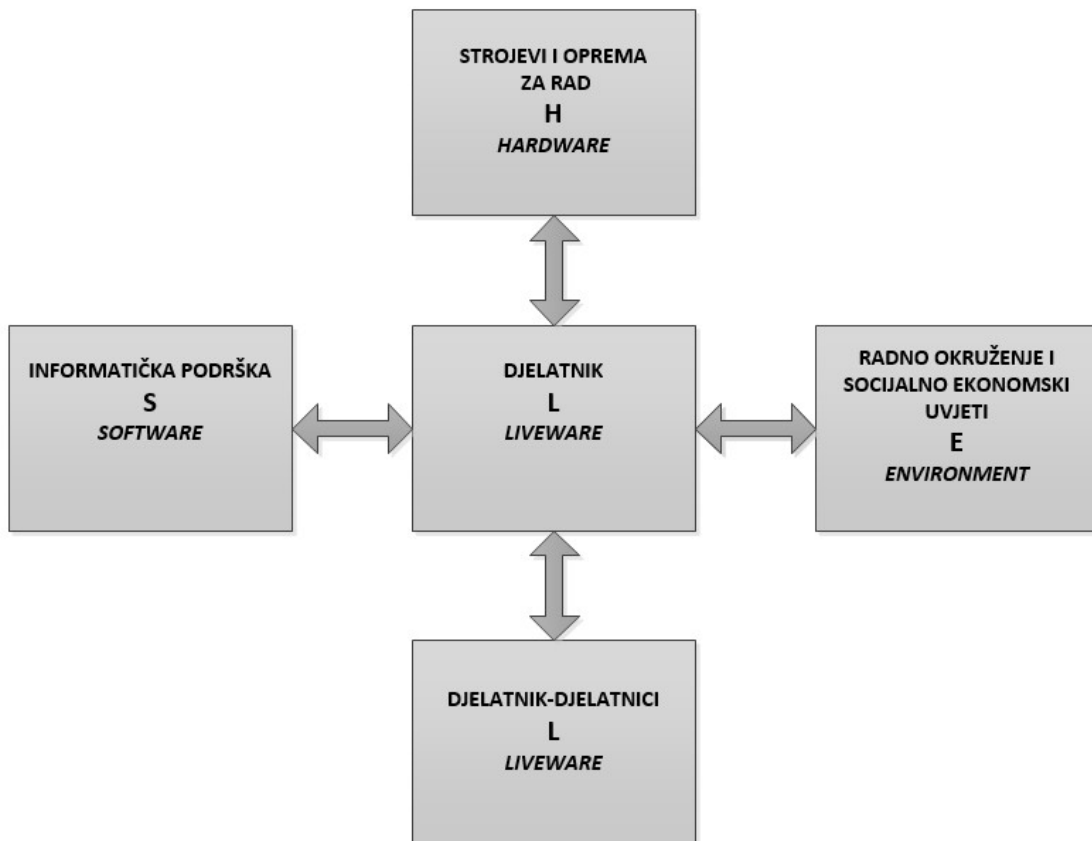 STROJEVI I OPREMA
ZA RAD
H
HARDWARE
INFORMATIČKA PODRŠKA
S
SOFTWARE
DJELATNIK
L
LIVEWARE
RADNO OKRUŽENJE I
SOCIJALNO EKONOMSKI
UVJETI
E
ENVIRONMENT
DJELATNIK-DJELATNICI
L
LIVEWARE